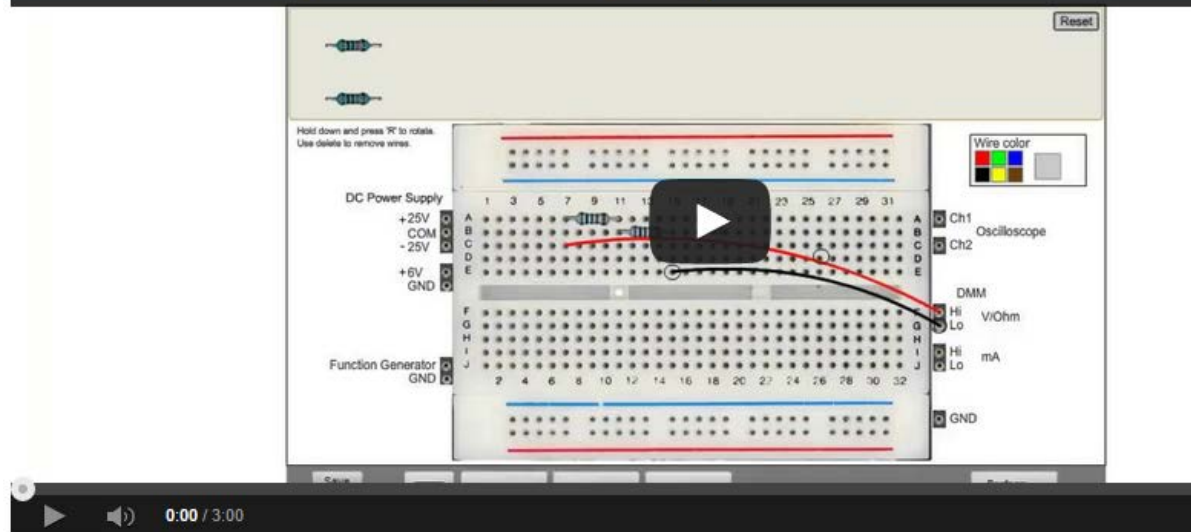 Reset
Hold down and press 'R' to rotate.
Use delete to remove wires.
Wire color
DC Power Supply
+25V
COM
- 25V
+6V
GND
1 3 5 7 9 11 23 25 27 29 31
A A
B B
C C
D D
E E
Ch1
Ch2
Oscilloscope
DMM
Hi
Lo
V/Ohm
Hi
Lo
mA
F
G G
H H
I I
J J
Function Generator
GND
2 4 6 8 10 12 14 16 18 20 22 24 26 28 30 32
GND
Save
0:00 / 3:00